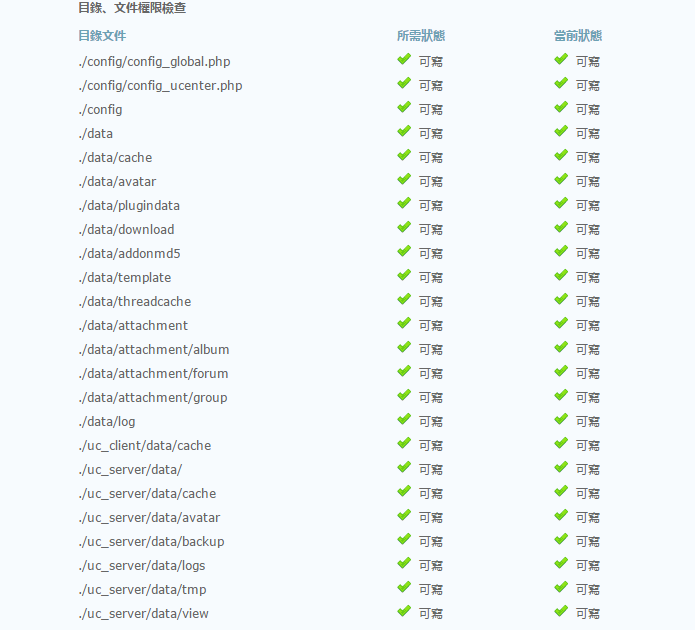 目錄、文件權限檢查
目錄文件 所需狀態 當前狀態
./config/config_global.php 可寫 可寫
./config/config_ucenter.php 可寫 可寫
./config 可寫 可寫
./data 可寫 可寫
./data/cache 可寫 可寫
./data/avatar 可寫 可寫
./data/plugindata 可寫 可寫
./data/download 可寫 可寫
./data/addonmd5 可寫 可寫
./data/template 可寫 可寫
./data/threadcache 可寫 可寫
./data/attachment 可寫 可寫
./data/attachment/album 可寫 可寫
./data/attachment/forum 可寫 可寫
./data/attachment/group 可寫 可寫
./data/log 可寫 可寫
./uc_client/data/cache 可寫 可寫
./uc_server/data/ 可寫 可寫
./uc_server/data/cache 可寫 可寫
./uc_server/data/avatar 可寫 可寫
./uc_server/data/backup 可寫 可寫
./uc_server/data/logs 可寫 可寫
./uc_server/data/tmp 可寫 可寫
./uc_server/data/view 可寫 可寫